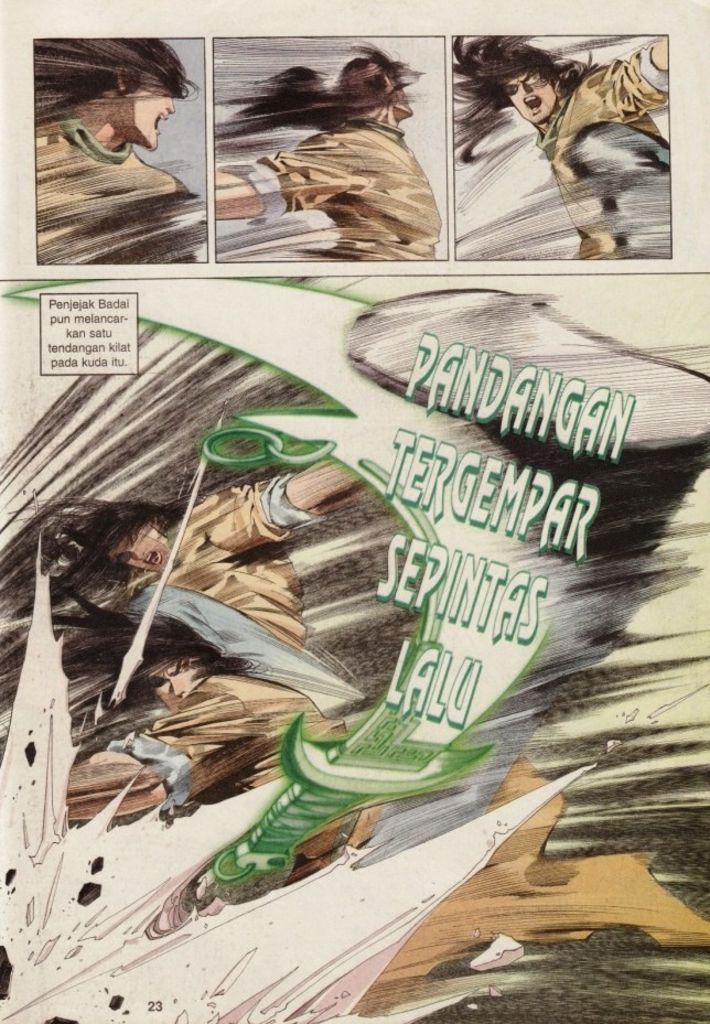 Penjejak Badai
pun melancar-
kan satu
tendangan kilat
pada kuda itu.
PANDANGAN
TERGEMPAR
SEPINTAS
LALU
23